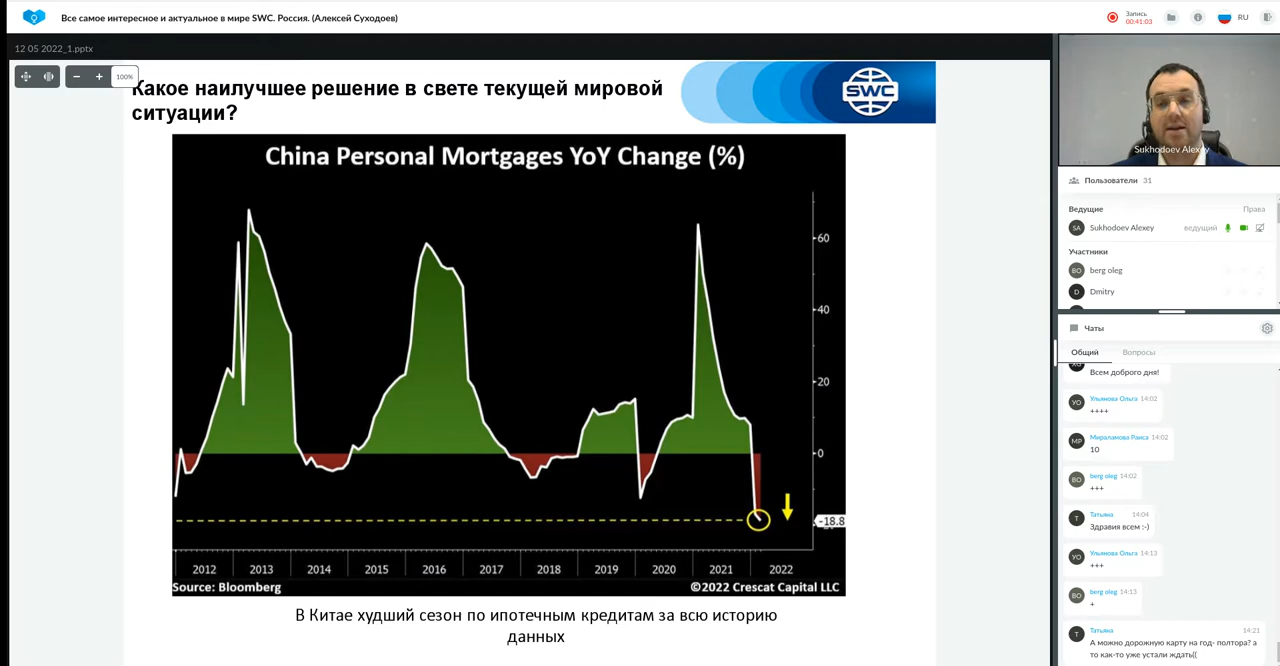 Все самое интересное и актуальное в мире SWC. Россия. (Алексей Суходоев)
Запись
00:41:03
RU
12 05 2022_1.pptx
100%
Какое наилучшее решение в свете текущей мировой
ситуации?
SWC
China Personal Mortgages YoY Change (%)
60
40
20
0
-18.8
2012 2013 2014 2015 2016 2017 2018 2019 2020 2021 2022
Source: Bloomberg
©2022 Crescat Capital LLC
В Китае худший сезон по ипотечным кредитам за всю историю
данных
Sukhodoev Alexey
Пользователи 31
Ведущие
Права
SA Sukhodoev Alexey ведущий
Участники
BO berg oleg
D Dmitry
Чаты
Общий Вопросы
Всем доброго дня!
УО Ульянова Ольга 14:02
++++
МР Мираланова Раиса 14:02
10
BO berg oleg 14:02
+++
Т Татьяна 14:04
Здравия всем :-)
УО Ульянова Ольга 14:13
+++
BO berg oleg 14:13
+
Т Татьяна 14:21
А можно дорожную карту на год- полтора? а
то как-то уже устали ждать((